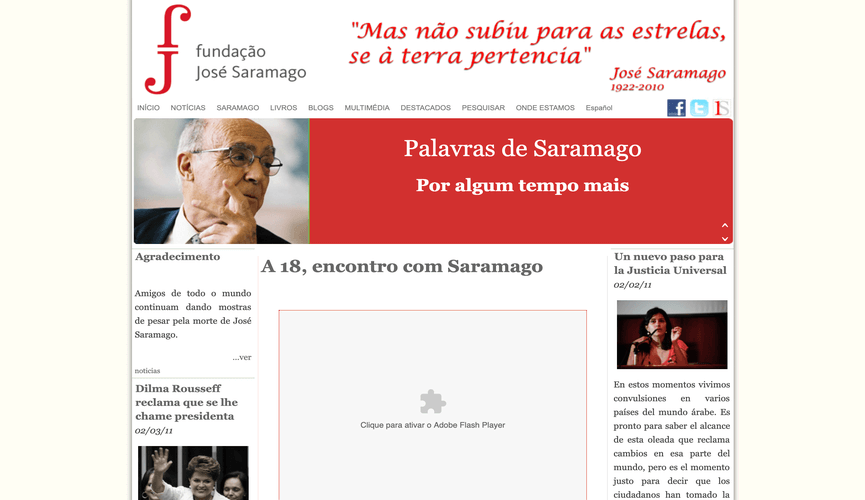 fundação
José Saramago
"Mas não subiu para as estrelas,
se à terra pertencia"
José Saramago
1922-2010
INÍCIO NOTÍCIAS SARAMAGO LIVROS BLOGS MULTIMÉDIA DESTACADOS PESQUISAR ONDE ESTAMOS Español
Palavras de Saramago
Por algum tempo mais
Agradecimento
Amigos de todo o mundo
continuam dando mostras
de pesar pela morte de José
Saramago.
...ver
noticias
Dilma Rousseff
reclama que se lhe
chame presidenta
02/03/11
A 18, encontro com Saramago
Clique para ativar o Adobe Flash Player
Un nuevo paso para
la Justicia Universal
02/02/11
En estos momentos vivimos
convulsiones en varios
países del mundo árabe. Es
pronto para saber el alcance
de esta oleada que reclama
cambios en esa parte del
mundo, pero es el momento
justo para decir que los
ciudadanos han tomado la